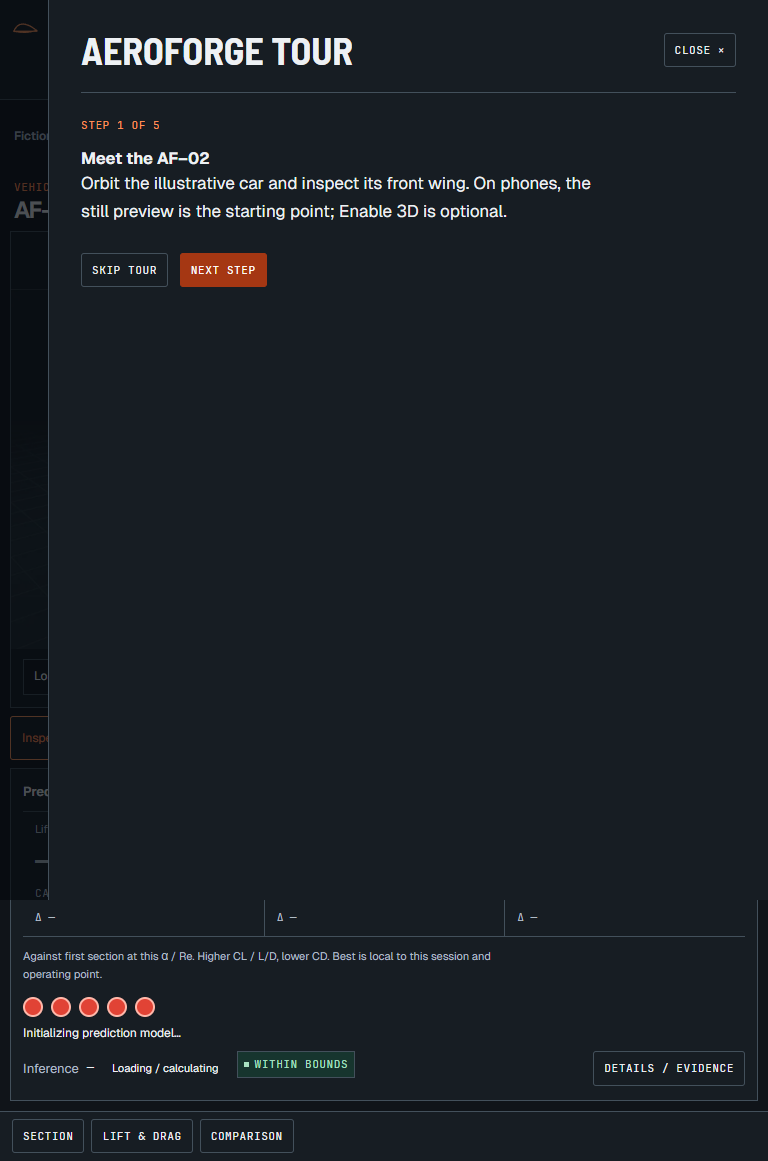 AEROFORGE TOUR
CLOSE ×
STEP 1 OF 5
Meet the AF–02
Orbit the illustrative car and inspect its front wing. On phones, the
still preview is the starting point; Enable 3D is optional.
SKIP TOUR
NEXT STEP
Δ — Δ — Δ —
Against first section at this α / Re. Higher CL / L/D, lower CD. Best is local to this session and
operating point.
Initializing prediction model…
Inference — Loading / calculating WITHIN BOUNDS DETAILS / EVIDENCE
SECTION LIFT & DRAG COMPARISON